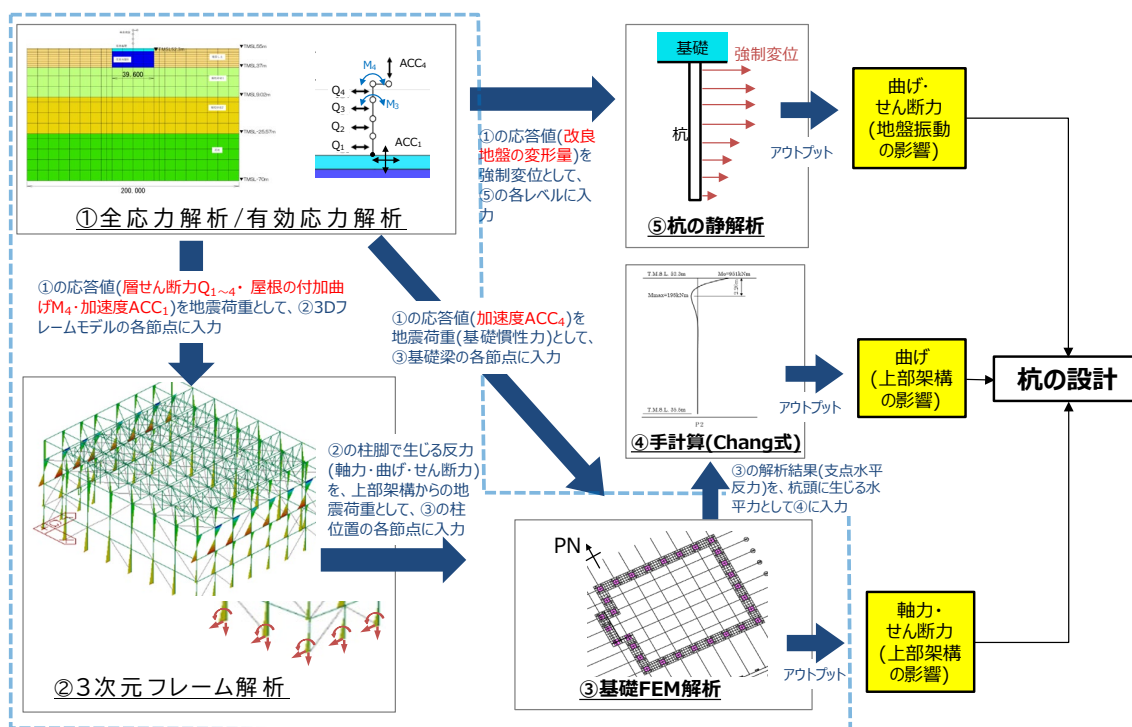 ▼TMSL55m
▼TMSL52.3m
▼TMSL37m
39.600
▼TMSL9.02m
▼TMSL-25.57m
▼TMSL-70m
200.000
M₄
ACC₄
Q₄
M₃
Q₃
Q₂
Q₁
ACC₁
①全応力解析/有効応力解析
①の応答値(改良
地盤の変形量)を
強制変位として、
⑤の各レベルに入
力
基礎
強制変位
杭
⑤杭の静解析
アウトプット
曲げ・
せん断力
(地盤振動
の影響)
①の応答値(層せん断力Q₁~₄・ 屋根の付加曲
げM₄・加速度ACC₁)を地震荷重として、②3Dフ
レームモデルの各節点に入力
①の応答値(加速度ACC₄)を
地震荷重(基礎慣性力)として、
③基礎梁の各節点に入力
Mmax=195kNm
P2
④手計算(Chang式)
アウトプット
曲げ
(上部架構
の影響)
杭の設計
②の柱脚で生じる反力
(軸力・曲げ・せん断力)
を、上部架構からの地
震荷重として、③の柱
位置の各節点に入力
②3次元フレーム解析
③の解析結果(支点水平
反力)を、杭頭に生じる水
平力として④に入力
PN
③基礎FEM解析
アウトプット
軸力・
せん断力
(上部架構
の影響)